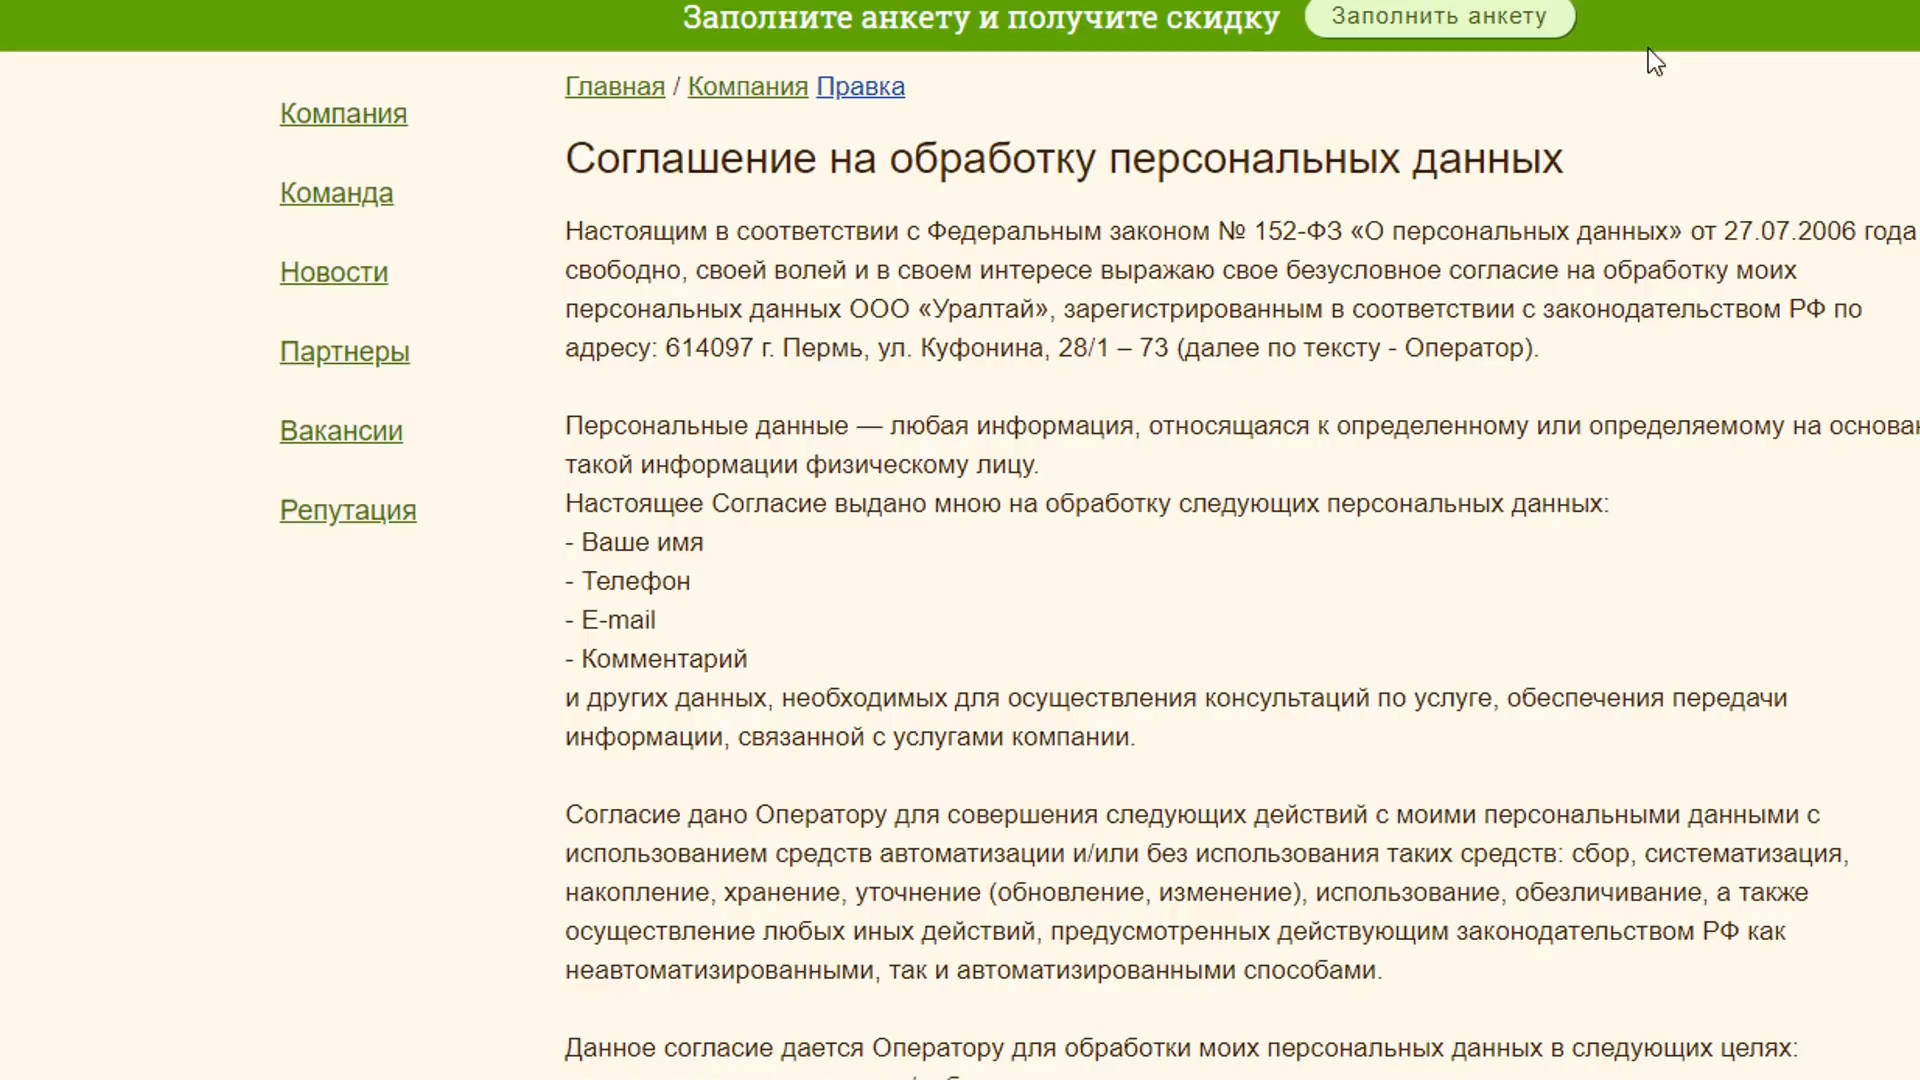 Заполните анкету и получите скидку
Заполнить анкету
Главная / Компания Правка
Компания
Команда
Новости
Партнеры
Вакансии
Репутация
Соглашение на обработку персональных данных
Настоящим в соответствии с Федеральным законом № 152-ФЗ «О персональных данных» от 27.07.2006 года
свободно, своей волей и в своем интересе выражаю свое безусловное согласие на обработку моих
персональных данных ООО «Уралтай», зарегистрированным в соответствии с законодательством РФ по
адресу: 614097 г. Пермь, ул. Куфонина, 28/1 – 73 (далее по тексту - Оператор).
Персональные данные — любая информация, относящаяся к определенному или определяемому на
такой информации физическому лицу.
Настоящее Согласие выдано мною на обработку следующих персональных данных:
- Ваше имя
- Телефон
- E-mail
- Комментарий
и других данных, необходимых для осуществления консультаций по услуге, обеспечения передачи
информации, связанной с услугами компании.
Согласие дано Оператору для совершения следующих действий с моими персональными данными с
использованием средств автоматизации и/или без использования таких средств: сбор, систематизация,
накопление, хранение, уточнение (обновление, изменение), использование, обезличивание, а также
осуществление любых иных действий, предусмотренных действующим законодательством РФ как
неавтоматизированными, так и автоматизированными способами.
Данное согласие дается Оператору для обработки моих персональных данных в следующих целях: